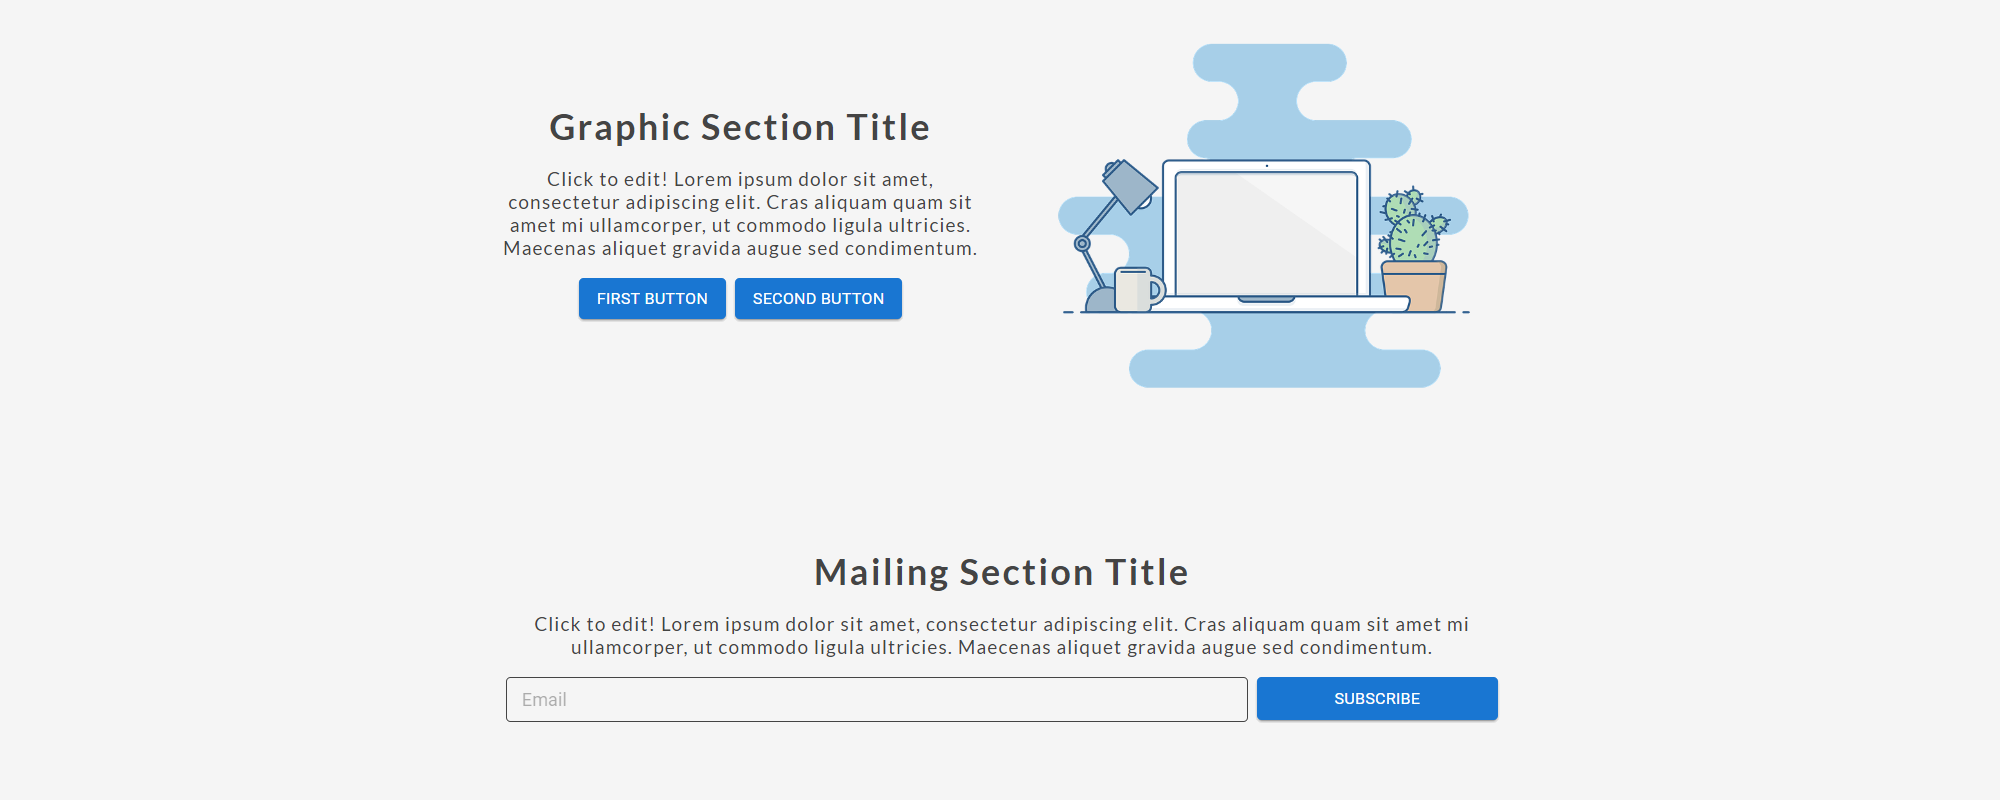 Graphic Section Title
Click to edit! Lorem ipsum dolor sit amet,
consectetur adipiscing elit. Cras aliquam quam sit
amet mi ullamcorper, ut commodo ligula ultricies.
Maecenas aliquet gravida augue sed condimentum.
FIRST BUTTON SECOND BUTTON
Mailing Section Title
Click to edit! Lorem ipsum dolor sit amet, consectetur adipiscing elit. Cras aliquam quam sit amet mi
ullamcorper, ut commodo ligula ultricies. Maecenas aliquet gravida augue sed condimentum.
Email SUBSCRIBE